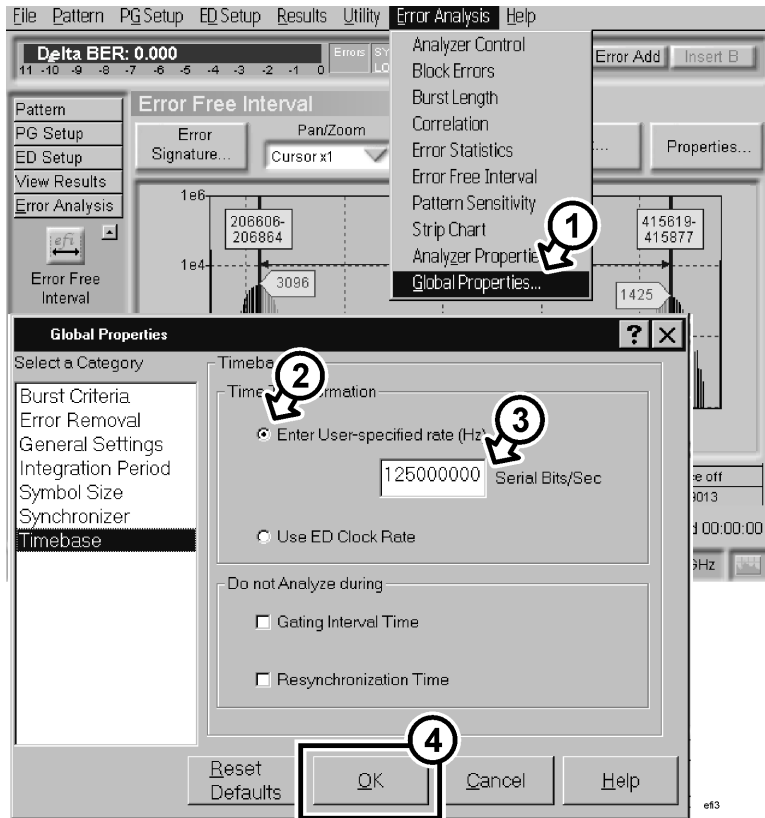 File Pattern PG Setup ED Setup Results Utility Error Analysis Help
Delta BER: 0.000
11 -10 -9 -8 -7 -6 -5 -4 -3 -2 -1 0
Errors
Error Add
Insert B
Analyzer Control
Block Errors
Burst Length
Correlation
Error Statistics
Error Free Interval
Pattern Sensitivity
Strip Chart
Analyzer Propertie
Global Properties...
1
Pattern
PG Setup
ED Setup
View Results
Error Analysis
efi
Error Free
Interval
Error Free Interval
Error
Signature...
Pan/Zoom
Cursor x1
...
Properties...
1e6
1e4
206606-
206864
3096
415619-
415877
1425
e off
9013
d 00:00:00
GHz
Global Properties
? X
Select a Category
Burst Criteria
Error Removal
General Settings
Integration Period
Symbol Size
Synchronizer
Timebase
Timeba
2
Time
rmation
Enter User-specified rate (Hz)
3
125000000 Serial Bits/Sec
Use ED Clock Rate
Do not Analyze during
Gating Interval Time
Resynchronization Time
4
Reset
Defaults
OK
Cancel
Help
efi3